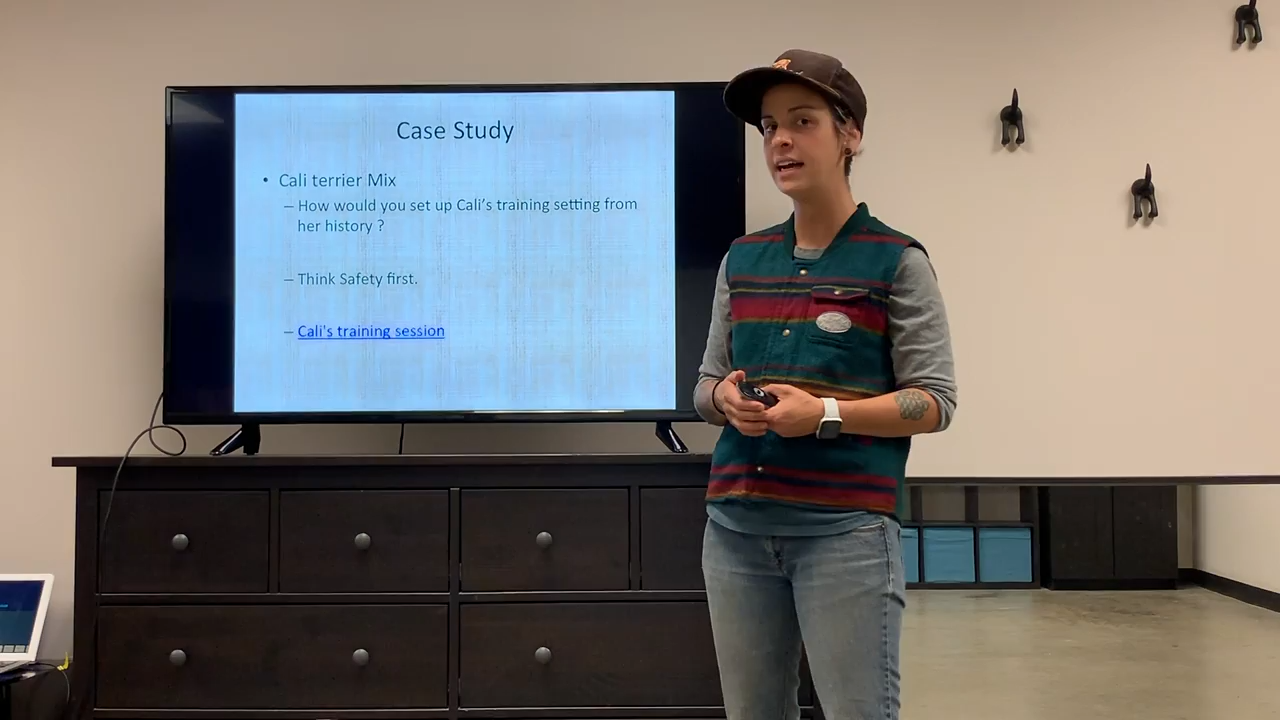 Case Study
• Cali terrier Mix
– How would you set up Cali's training setting from
her history ?
– Think Safety first.
– Cali's training session